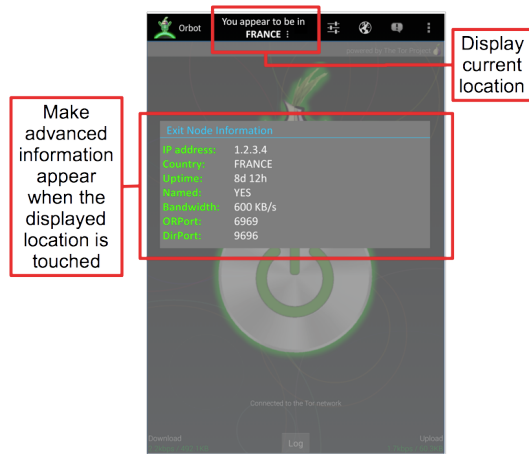 Orbot
You appear to be in
FRANCE
powered by The Tor Project
Display
current
location
Make
advanced
information
appear
when the
displayed
location is
touched
Exit Node Information
IP address: 1.2.3.4
Country: FRANCE
Uptime: 8d 12h
Named: YES
Bandwidth: 600 KB/s
ORPort: 6969
DirPort: 9696
Connected to the Tor network
Download
Upload
Log